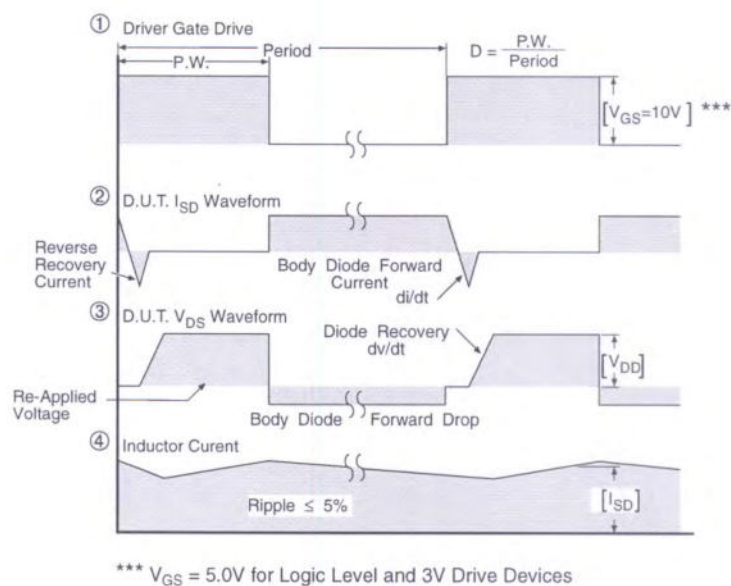 ① Driver Gate Drive
Period
P.W.
D = P.W. / Period
[VGS=10V] ***
② D.U.T. ISD Waveform
Reverse
Recovery
Current
Body Diode Forward
Current
di/dt
③ D.U.T. VDS Waveform
Diode Recovery
dv/dt
[VDD]
Re-Applied
Voltage
Body Diode Forward Drop
④ Inductor Curent
Ripple ≤ 5%
[ISD]
*** VGS = 5.0V for Logic Level and 3V Drive Devices